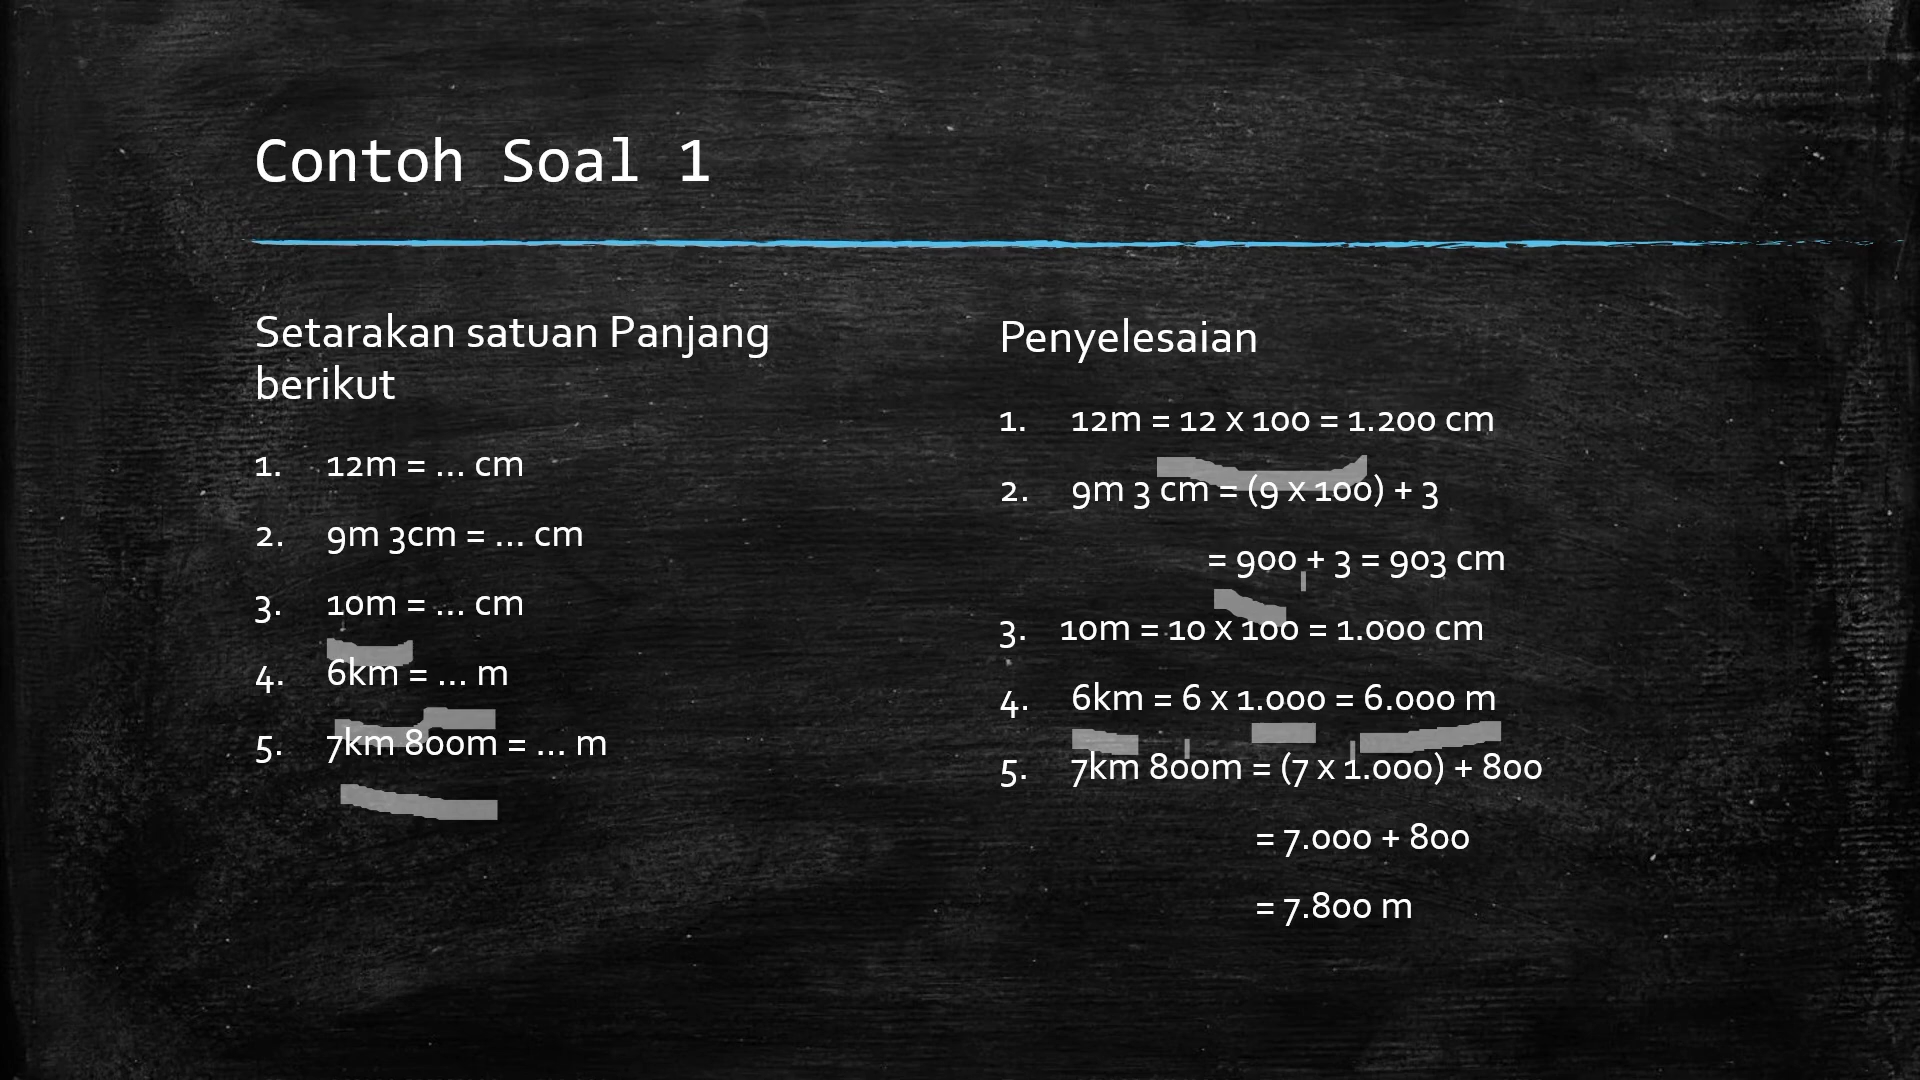 Contoh Soal 1
Setarakan satuan Panjang
berikut
1. 12m = ... cm
2. 9m 3cm = ... cm
3. 10m = ... cm
4. 6km = ... m
5. 7km 800m = ... m
Penyelesaian
1. 12m = 12 x 100 = 1.200 cm
2. 9m 3 cm = (9 x 100) + 3
= 900 + 3 = 903 cm
3. 10m = 10 x 100 = 1.000 cm
4. 6km = 6 x 1.000 = 6.000 m
5. 7km 800m = (7 x 1.000) + 800
= 7.000 + 800
= 7.800 m